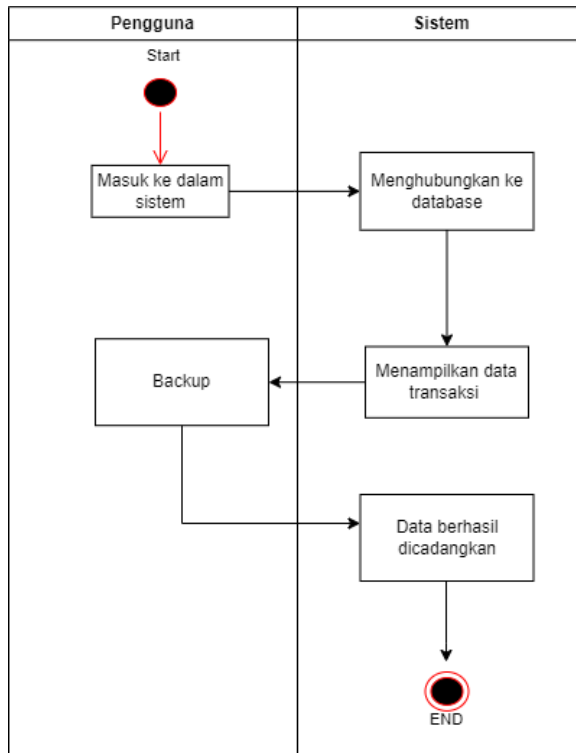 Pengguna
Sistem
Start
Masuk ke dalam
sistem
Menghubungkan ke
database
Menampilkan data
transaksi
Backup
Data berhasil
dicadangkan
END